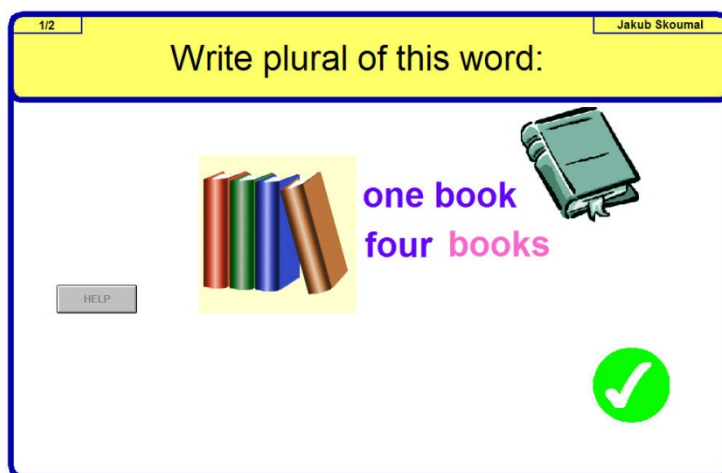 1/2
Jakub Skoumal
Write plural of this word:
one book
four books
HELP